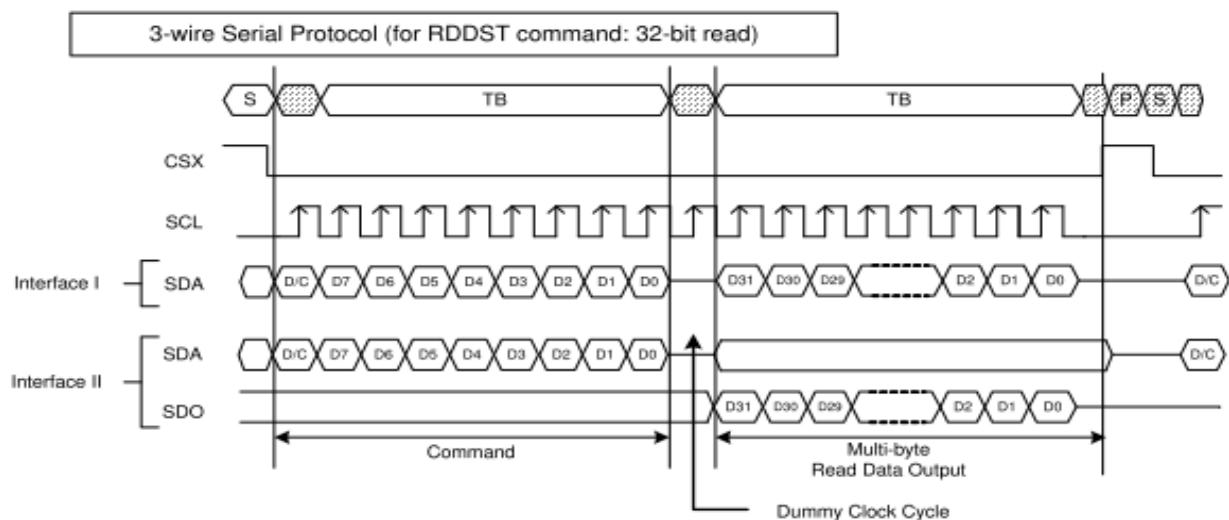 3-wire Serial Protocol (for RDDST command: 32-bit read)
S TB TB P S
CSX
SCL
Interface I SDA D/C D7 D6 D5 D4 D3 D2 D1 D0 D31 D30 D29 D2 D1 D0 D/C
SDA D/C D7 D6 D5 D4 D3 D2 D1 D0 D/C
Interface II
SDO D31 D30 D29 D2 D1 D0
Command Multi-byte
Read Data Output
Dummy Clock Cycle